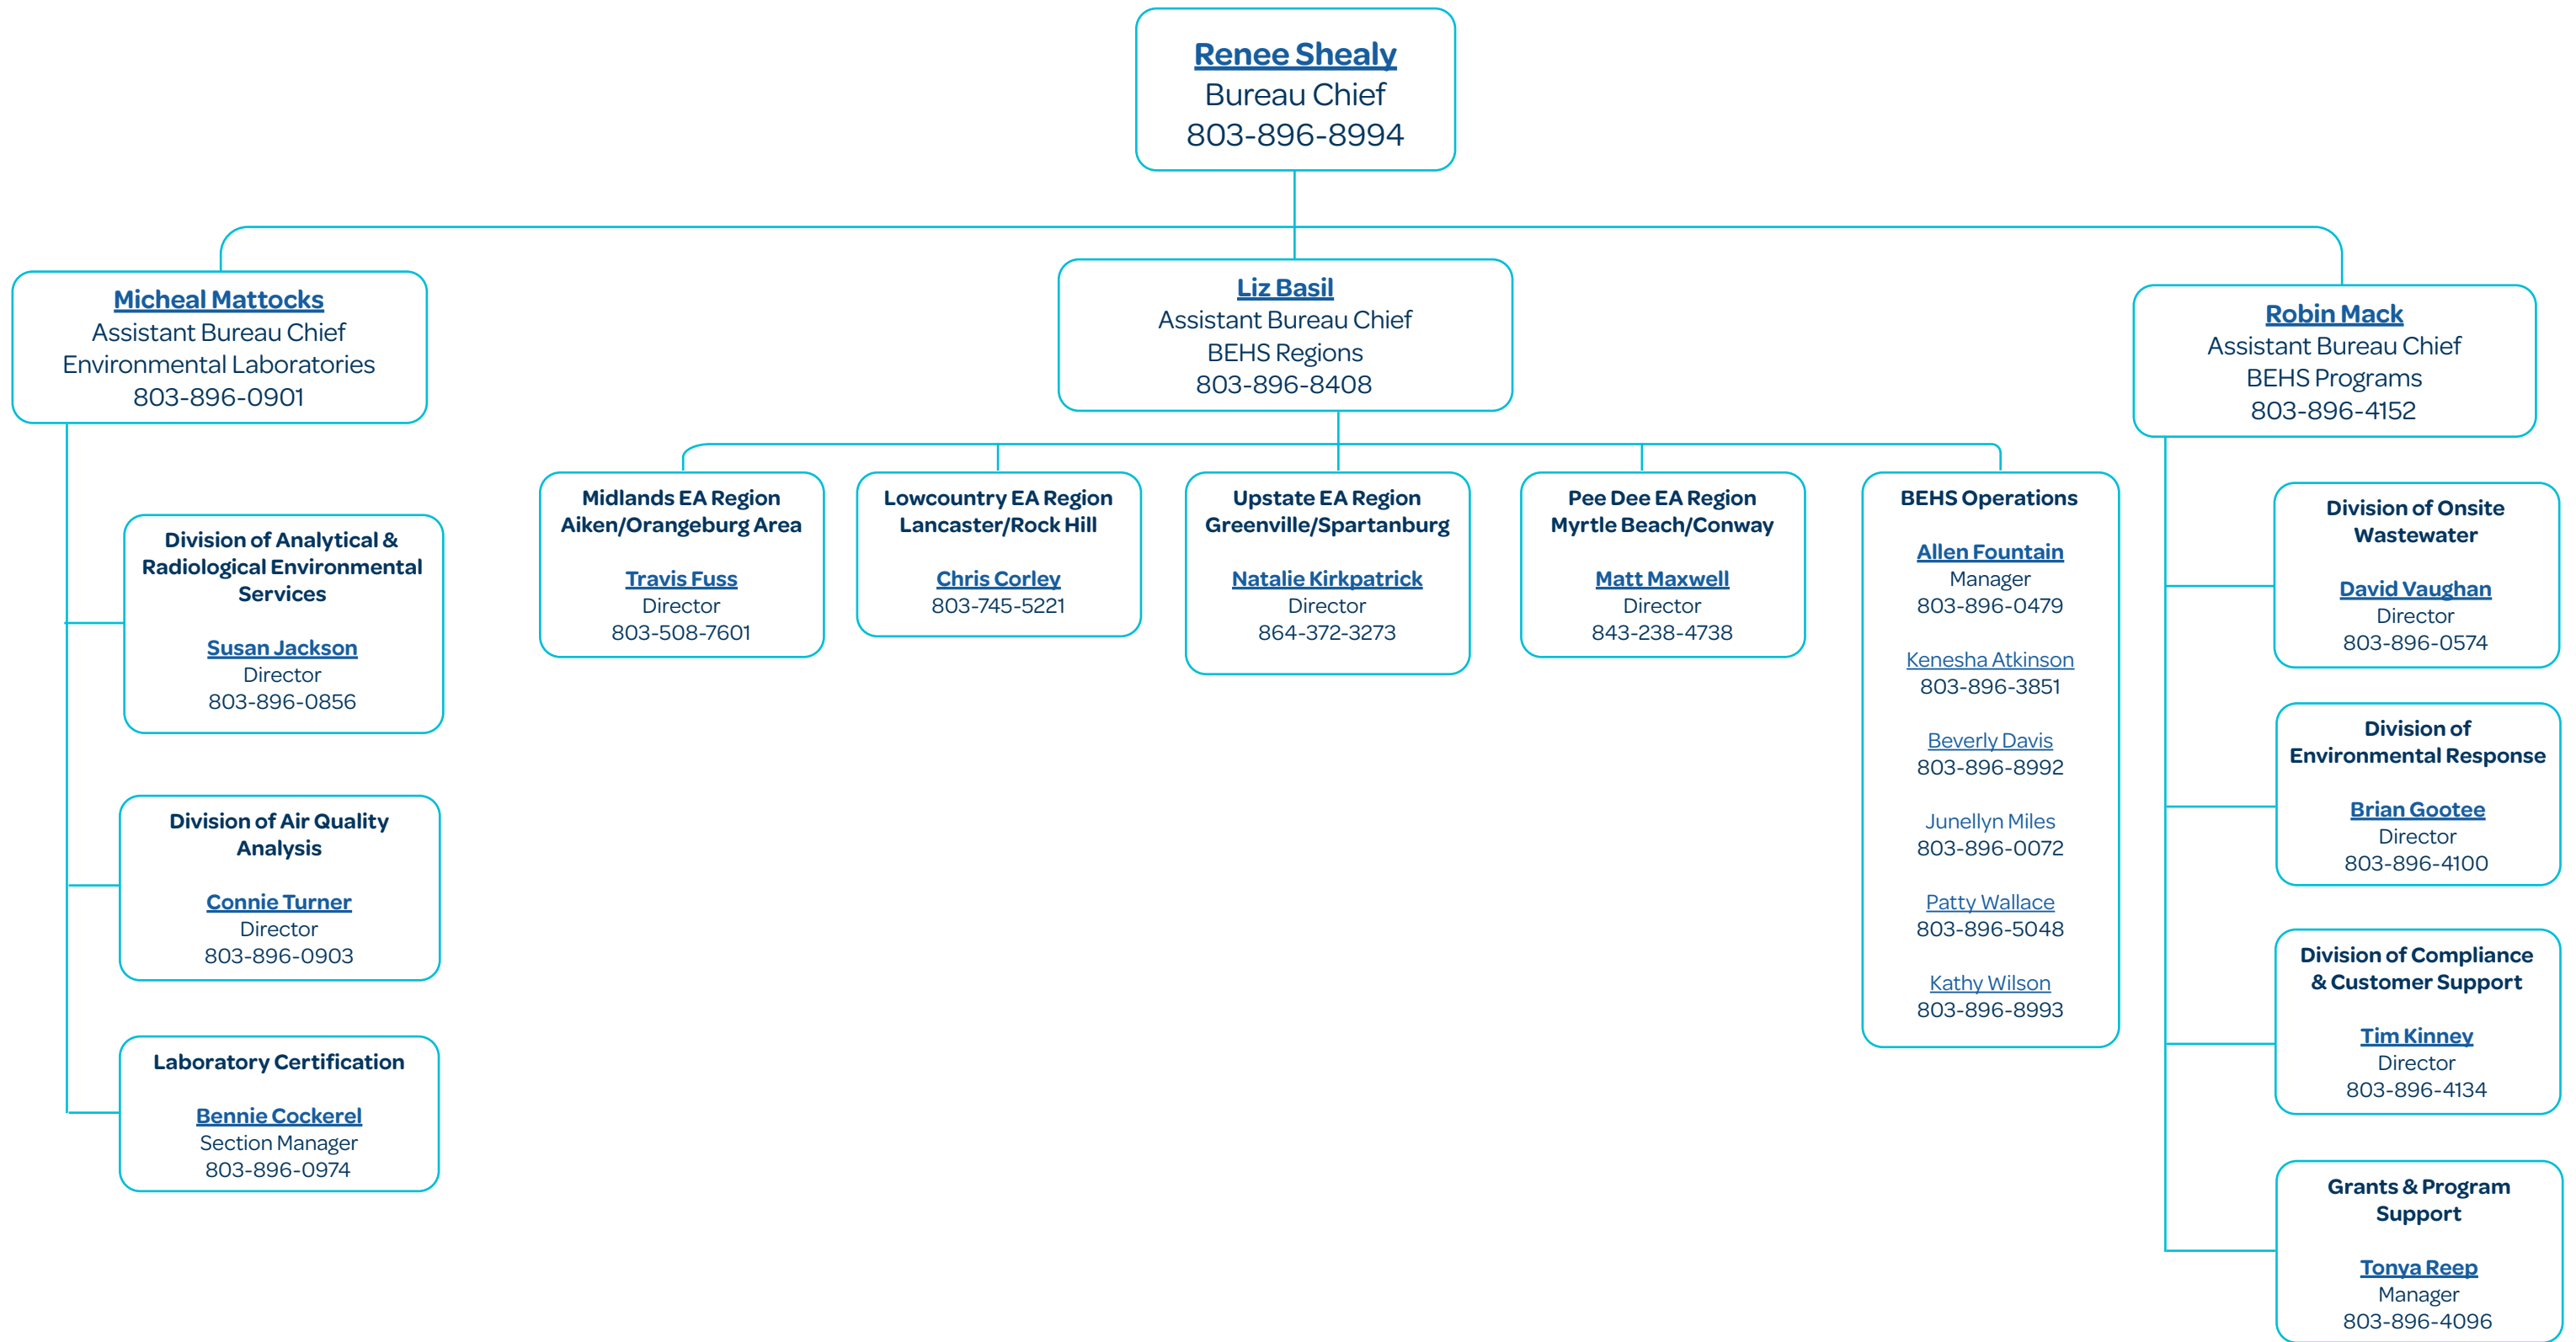 Renee Shealy
Bureau Chief
803-896-8994
Micheal Mattocks
Assistant Bureau Chief
Environmental Laboratories
803-896-0901
Liz Basil
Assistant Bureau Chief
BEHS Regions
803-896-8408
Robin Mack
Assistant Bureau Chief
BEHS Programs
803-896-4152
Division of Analytical &
Radiological Environmental
Services
Susan Jackson
Director
803-896-0856
Division of Air Quality
Analysis
Connie Turner
Director
803-896-0903
Laboratory Certification
Bennie Cockerel
Section Manager
803-896-0974
Midlands EA Region
Aiken/Orangeburg Area
Travis Fuss
Director
803-508-7601
Lowcountry EA Region
Lancaster/Rock Hill
Chris Corley
803-745-5221
Upstate EA Region
Greenville/Spartanburg
Natalie Kirkpatrick
Director
864-372-3273
Pee Dee EA Region
Myrtle Beach/Conway
Matt Maxwell
Director
843-238-4738
BEHS Operations
Allen Fountain
Manager
803-896-0479
Kenesha Atkinson
803-896-3851
Beverly Davis
803-896-8992
Junellyn Miles
803-896-0072
Patty Wallace
803-896-5048
Kathy Wilson
803-896-8993
Division of Onsite
Wastewater
David Vaughan
Director
803-896-0574
Division of
Environmental Response
Brian Gootee
Director
803-896-4100
Division of Compliance
& Customer Support
Tim Kinney
Director
803-896-4134
Grants & Program
Support
Tonya Reep
Manager
803-896-4096